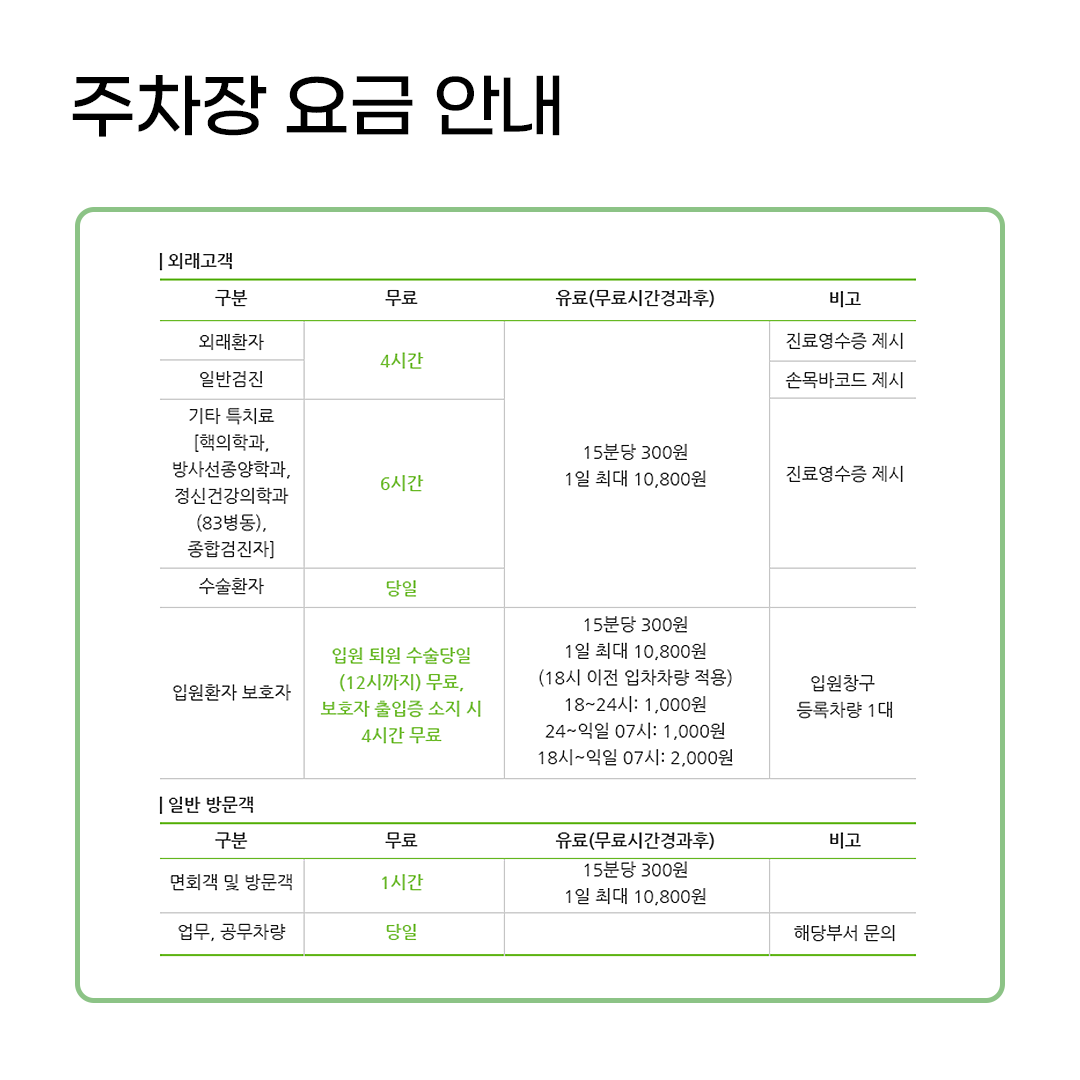 주차장 요금 안내
외래고객
구분 무료 유료(무료시간경과후) 비고
외래환자 4시간 진료영수증 제시
일반검진 손목바코드 제시
기타 특치료
[핵의학과,
방사선종양학과,
정신건강의학과
(83병동),
종합검진자]
6시간
15분당 300원
1일 최대 10,800원
진료영수증 제시
수술환자 당일
입원환자 보호자
입원 퇴원 수술당일
(12시까지) 무료,
보호자 출입증 소지 시
4시간 무료
15분당 300원
1일 최대 10,800원
(18시 이전 입차차량 적용)
18~24시: 1,000원
24~익일 07시: 1,000원
18시~익일 07시: 2,000원
입원창구
등록차량 1대
일반 방문객
구분 무료 유료(무료시간경과후) 비고
면회객 및 방문객 1시간
15분당 300원
1일 최대 10,800원
업무, 공무차량 당일 해당부서 문의